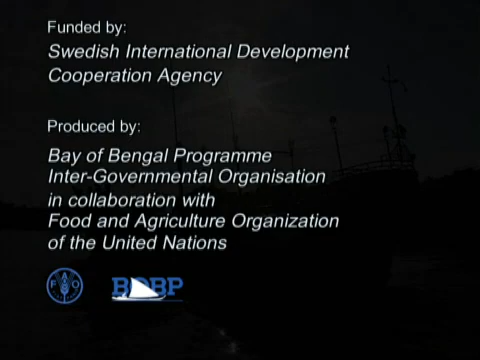 Funded by:
Swedish International Development
Cooperation Agency
Produced by:
Bay of Bengal Programme
Inter-Governmental Organisation
in collaboration with
Food and Agriculture Organization
of the United Nations
F A O
BOBP